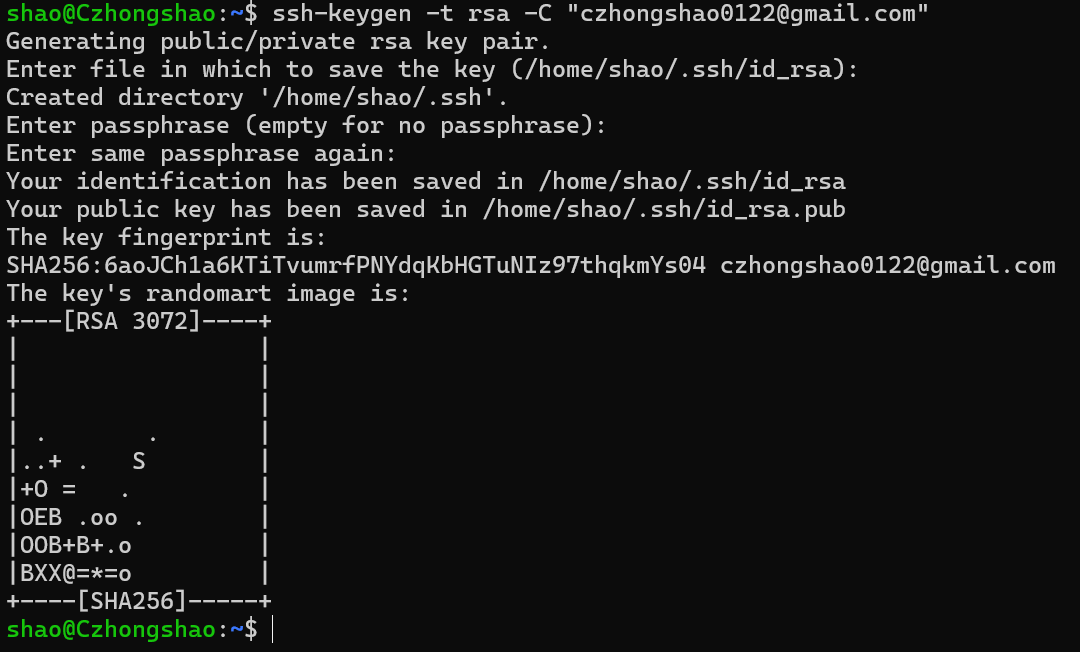 shao@Czhongshao:~$ ssh-keygen -t rsa -C "czhongshao0122@gmail.com"
Generating public/private rsa key pair.
Enter file in which to save the key (/home/shao/.ssh/id_rsa):
Created directory '/home/shao/.ssh'.
Enter passphrase (empty for no passphrase):
Enter same passphrase again:
Your identification has been saved in /home/shao/.ssh/id_rsa
Your public key has been saved in /home/shao/.ssh/id_rsa.pub
The key fingerprint is:
SHA256:6aoJCh1a6KTiTvumrfPNYdqKbHGTuNIz97thqkmYs04 czhongshao0122@gmail.com
The key's randomart image is:
+---[RSA 3072]----+
|                 |
|                 |
|                 |
| .       .       |
|..+ .   S        |
|+O =   .         |
|OEB .oo .        |
|OOB+B+.o         |
|BXX@=*=o         |
+----[SHA256]-----+
shao@Czhongshao:~$